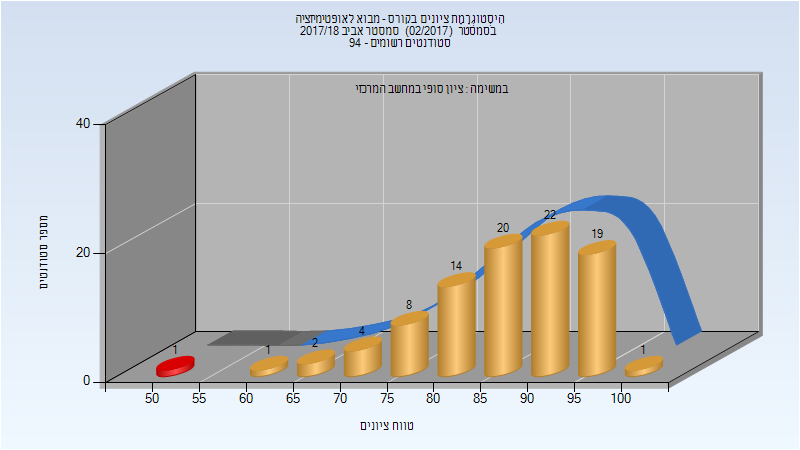 היסטוגרמת ציונים בקורס - מבוא לאופטימיזציה
בסמסטר (02/2017) סמסטר אביב 2017/18
סטודנטים רשומים - 94
במשימה : ציון סופי במחשב המרכזי
40
20
0
מספר סטודנטים
1
1
2
4
8
14
20
22
19
1
50 55 60 65 70 75 80 85 90 95 100
טווח ציונים